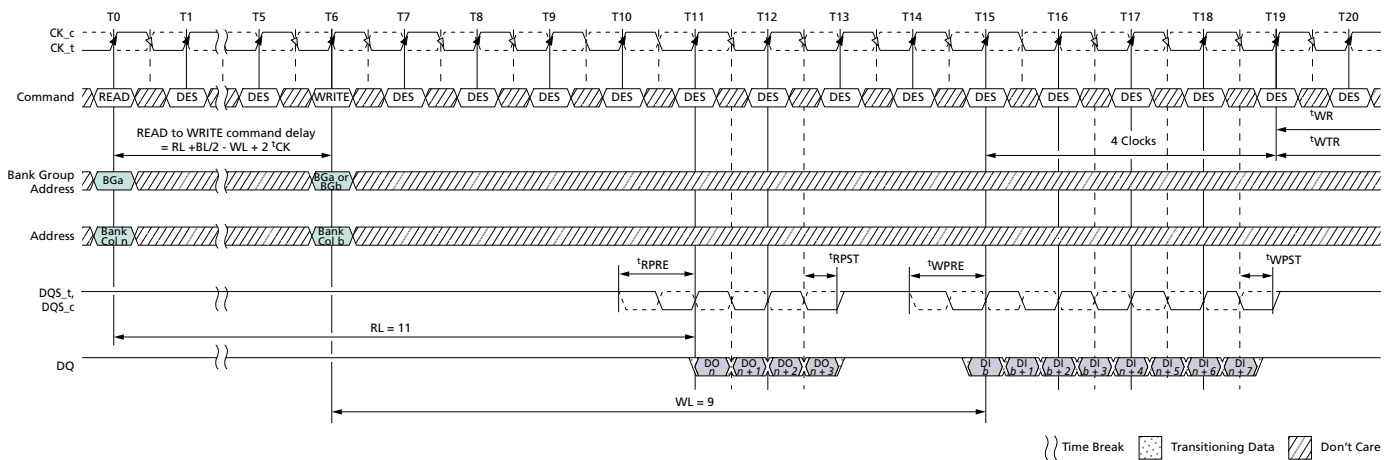 T0 T1 T5 T6 T7 T8 T9 T10 T11 T12 T13 T14 T15 T16 T17 T18 T19 T20
CK_c
CK_t
Command READ DES DES WRITE DES DES DES DES DES DES DES DES DES DES DES DES DES DES
READ to WRITE command delay
= RL +BL/2 - WL + 2 tCK
4 Clocks
tWR
tWTR
Bank Group
Address
BGa
BGa or
BGb
Address
Bank
Col n
Bank
Col b
tRPRE tRPST tWPRE tWPST
DQS_t,
DQS_c
RL = 11
DQ
DO
n
DO
n + 1
DO
n + 2
DO
n + 3
DI
b
DI
b + 1
DI
b + 2
DI
b + 3
DI
n + 4
DI
n + 5
DI
n + 6
DI
n + 7
WL = 9
Time Break Transitioning Data Don't Care